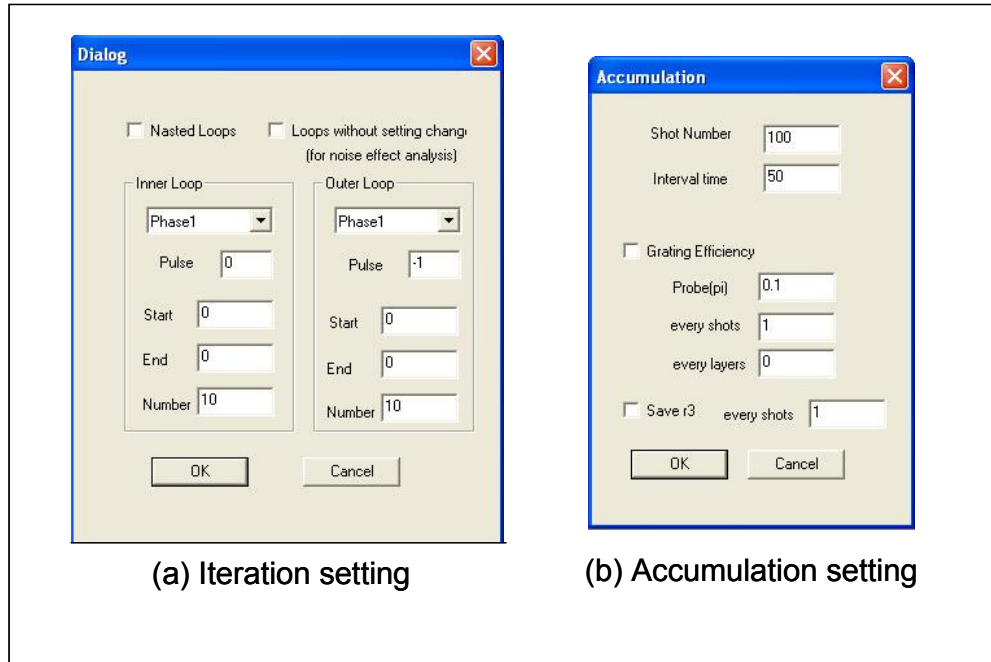 Dialog
Nasted Loops
Loops without setting chang
(for noise effect analysis)
Inner Loop
Phase1
Pulse 0
Start 0
End 0
Number 10
Outer Loop
Phase1
Pulse -1
Start 0
End 0
Number 10
OK Cancel
(a) Iteration setting
Accumulation
Shot Number 100
Interval time 50
Grating Efficiency
Probe(pi) 0.1
every shots 1
every layers 0
Save r3 every shots 1
OK Cancel
(b) Accumulation setting